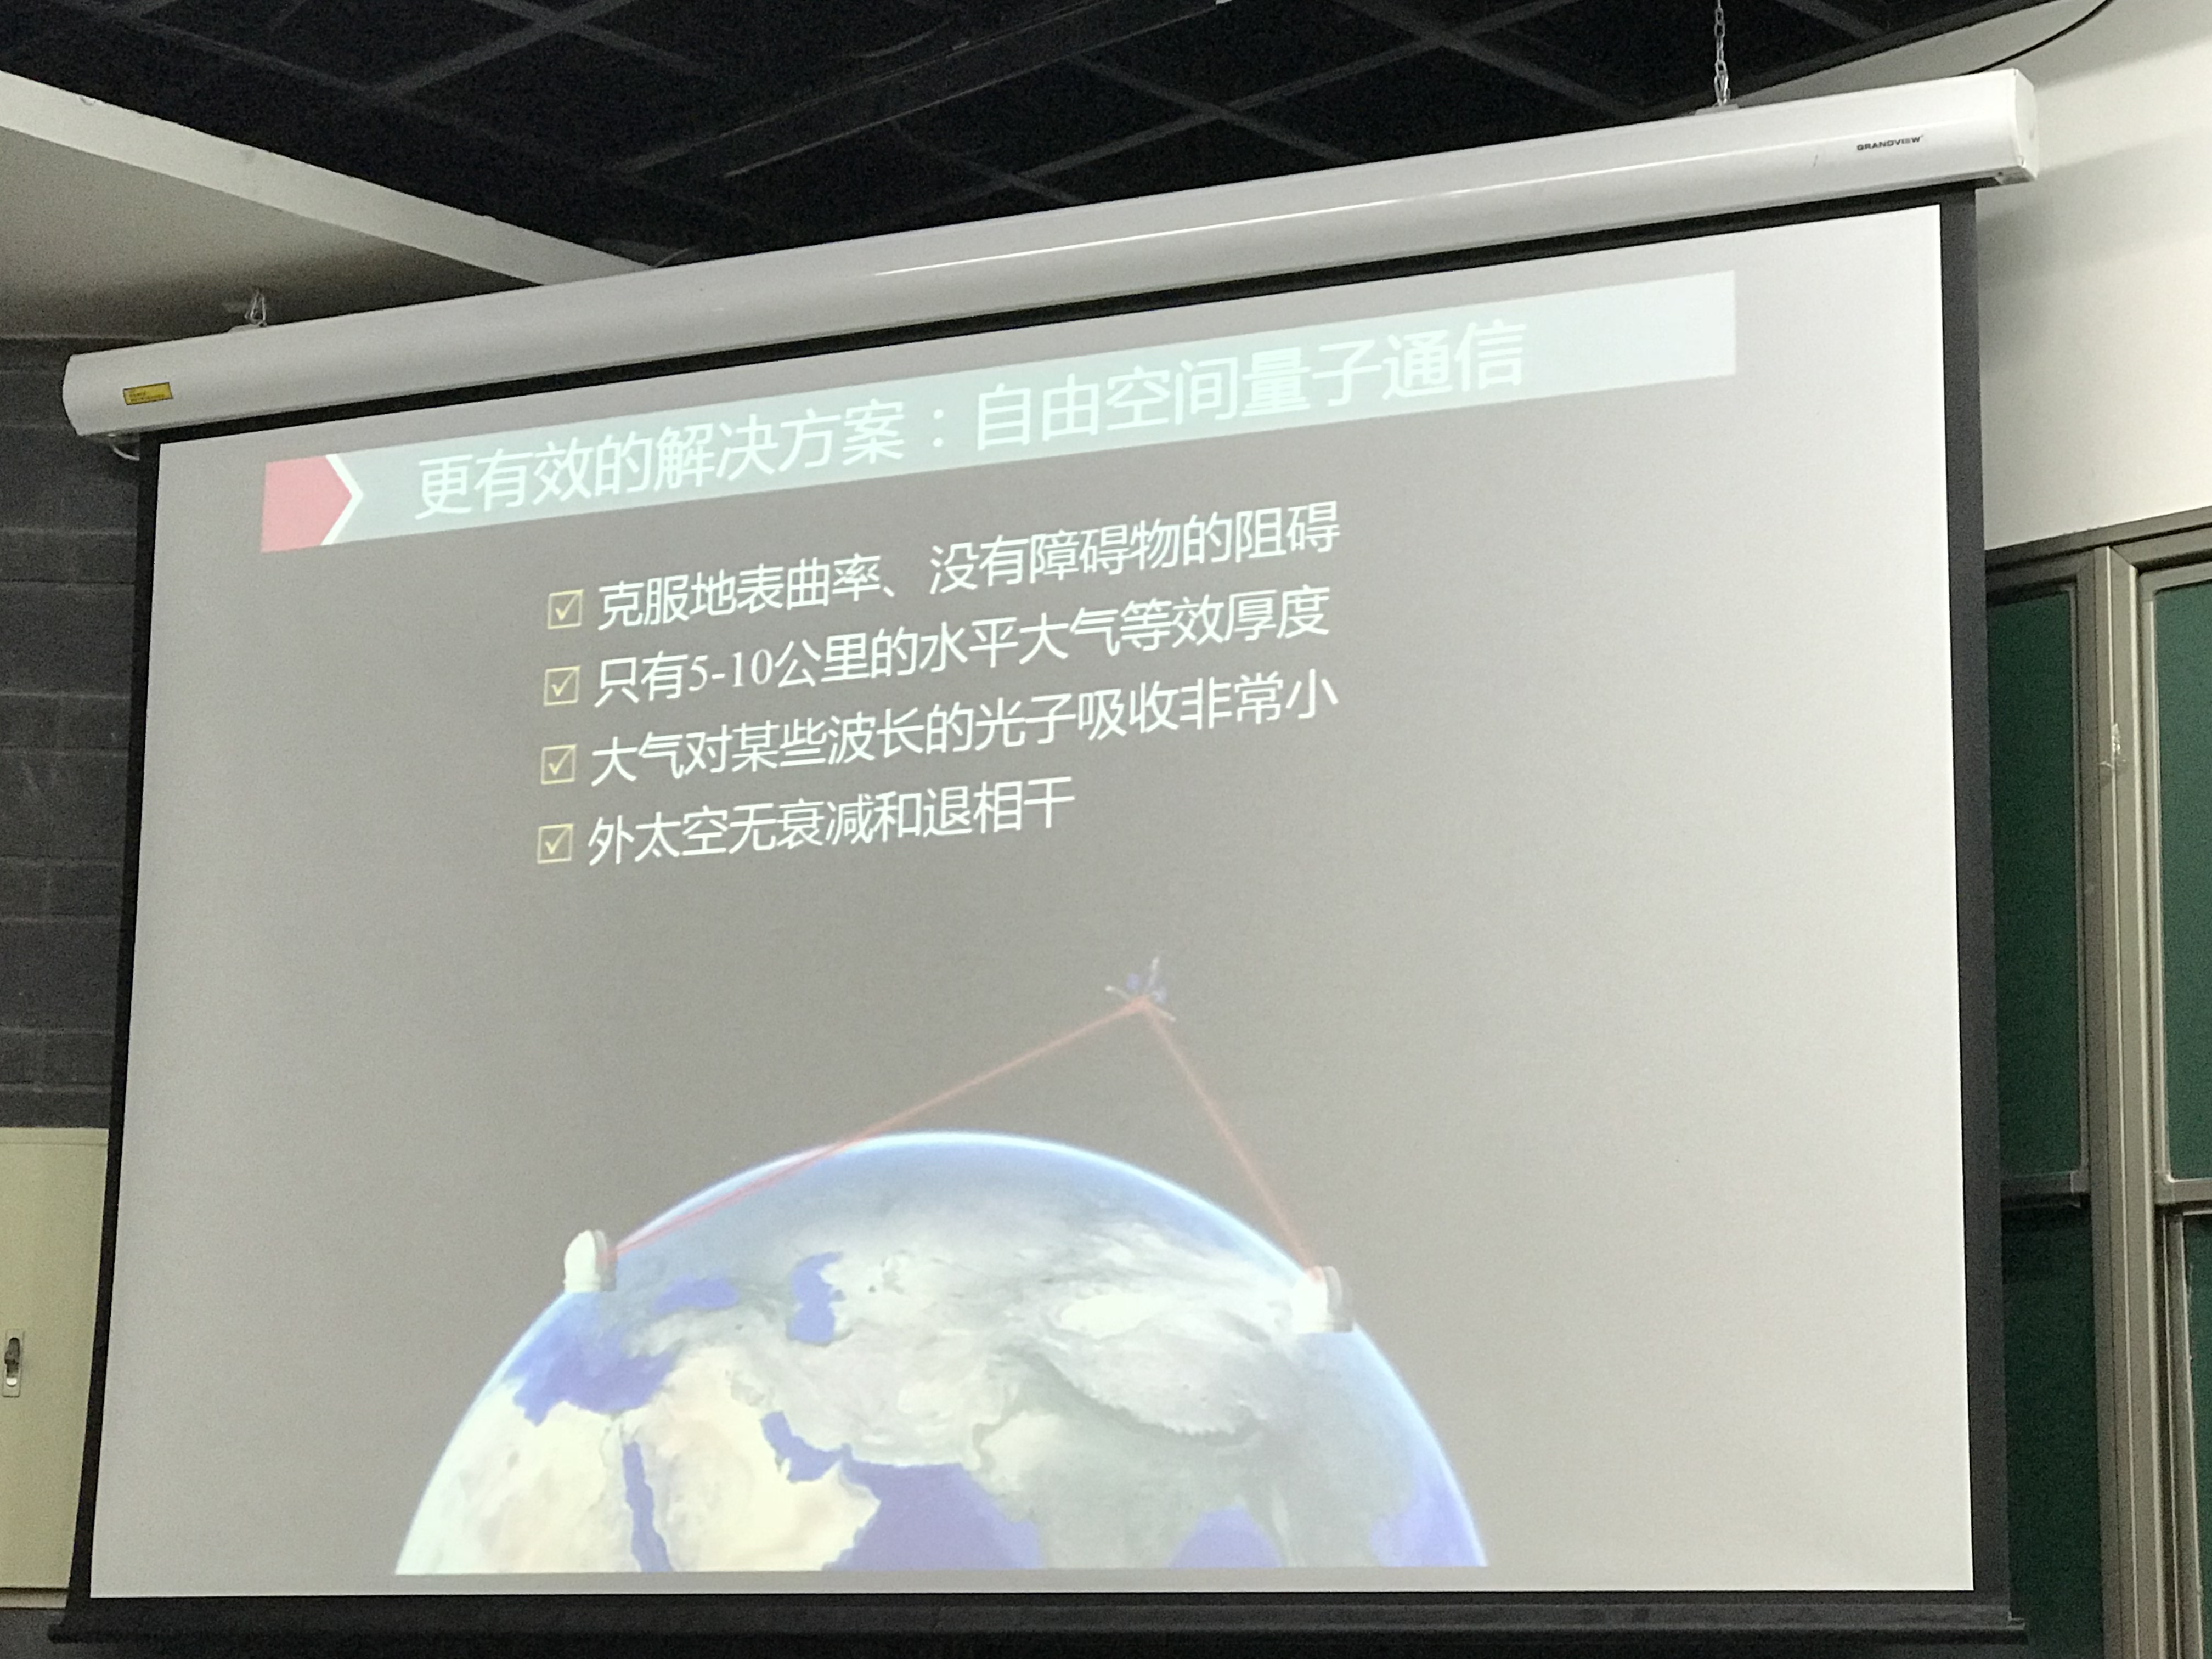 GRANDVIEW
更有效的解决方案：自由空间量子通信
克服地表曲率、没有障碍物的阻碍
只有5-10公里的水平大气等效厚度
大气对某些波长的光子吸收非常小
外太空无衰减和退相干